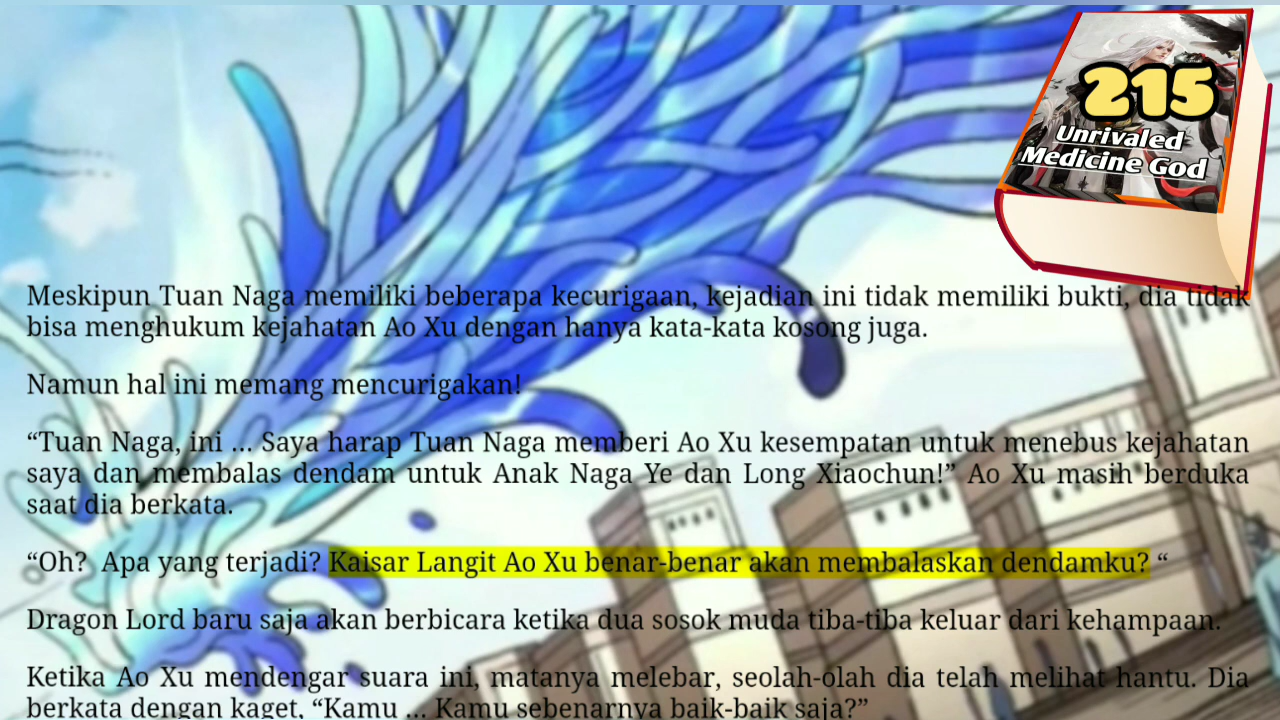 215
Unrivaled
Medicine God
Meskipun Tuan Naga memiliki beberapa kecurigaan, kejadian ini tidak memiliki bukti, dia tidak
bisa menghukum kejahatan Ao Xu dengan hanya kata-kata kosong juga.
Namun hal ini memang mencurigakan!
“Tuan Naga, ini ... Saya harap Tuan Naga memberi Ao Xu kesempatan untuk menebus kejahatan
saya dan membalas dendam untuk Anak Naga Ye dan Long Xiaochun!” Ao Xu masih berduka
saat dia berkata.
“Oh?  Apa yang terjadi? Kaisar Langit Ao Xu benar-benar akan membalaskan dendamku? “
Dragon Lord baru saja akan berbicara ketika dua sosok muda tiba-tiba keluar dari kehampaan.
Ketika Ao Xu mendengar suara ini, matanya melebar, seolah-olah dia telah melihat hantu. Dia
berkata dengan kaget, “Kamu ... Kamu sebenarnya baik-baik saja?”